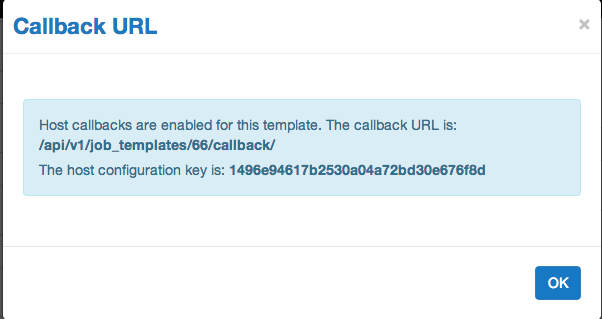 Callback URL
×
Host callbacks are enabled for this template. The callback URL is:
/api/v1/job_templates/66/callback/
The host configuration key is: 1496e94617b2530a04a72bd30e676f8d
OK